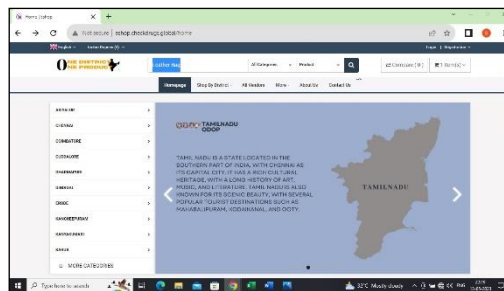 Home Eshop
Not secure | eshop.checkdrugs.global/home
English
Login | Registration
ONE DISTRICT
ONE PRODUCT
All Categories
Product
Compare (0)
Homepage
Shop By District
All Vendors
More
About Us
Contact Us
ARIYALUR
CHENNAI
COIMBATORE
CUDDALORE
DHARMAPURI
DINDIGUL
ERODE
KANCHEEPURAM
KANYAKUMARI
KARUR
MORE CATEGORIES
TAMILNADU
ODOP
TAMIL NADU IS A STATE LOCATED IN THE
SOUTHERN PART OF INDIA, WITH CHENNAI AS
ITS CAPITAL CITY. IT HAS A RICH CULTURAL
HERITAGE, WITH A LONG HISTORY OF ART,
MUSIC, AND LITERATURE. TAMIL NADU IS ALSO
KNOWN FOR ITS SCENIC BEAUTY, WITH SEVERAL
POPULAR TOURIST DESTINATIONS SUCH AS
MAHABALIPURAM, KODAIKANAL, AND OOTY.
TAMILNADU
Type here to search
32°C Mostly cloudy
ENG